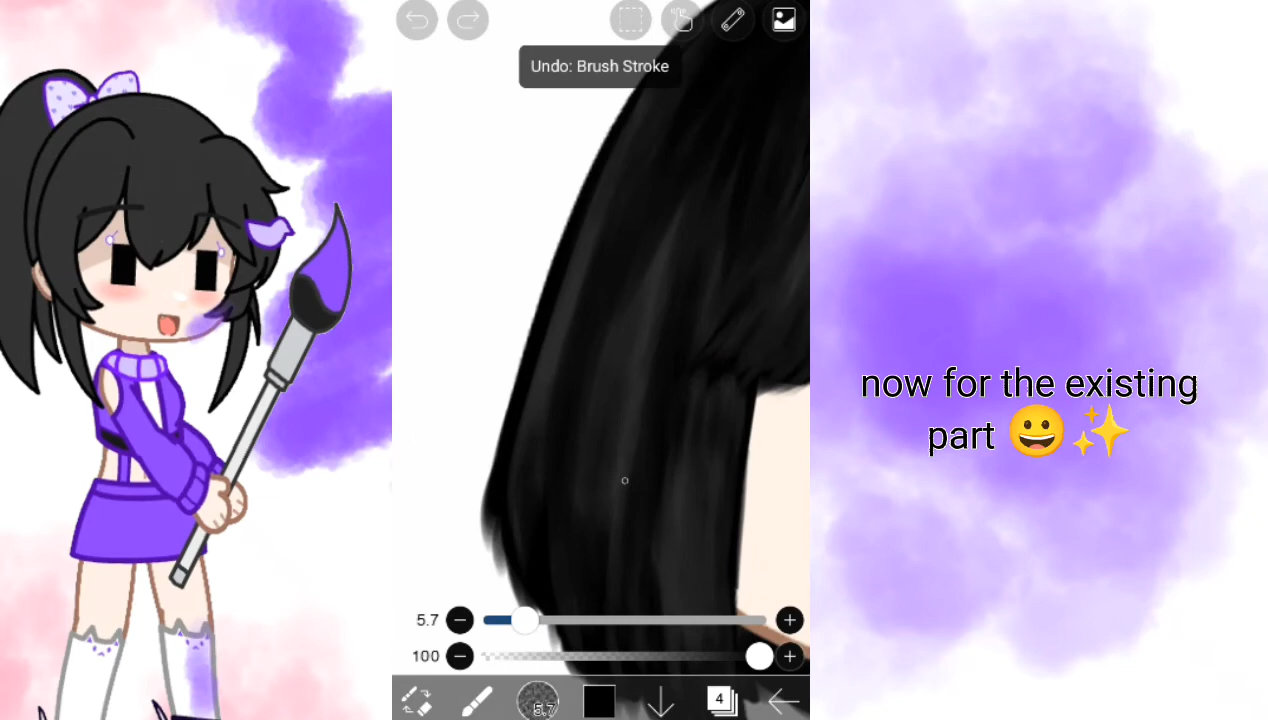 Undo: Brush Stroke
now for the existing
part 😀✨
5.7
100
5.7
4